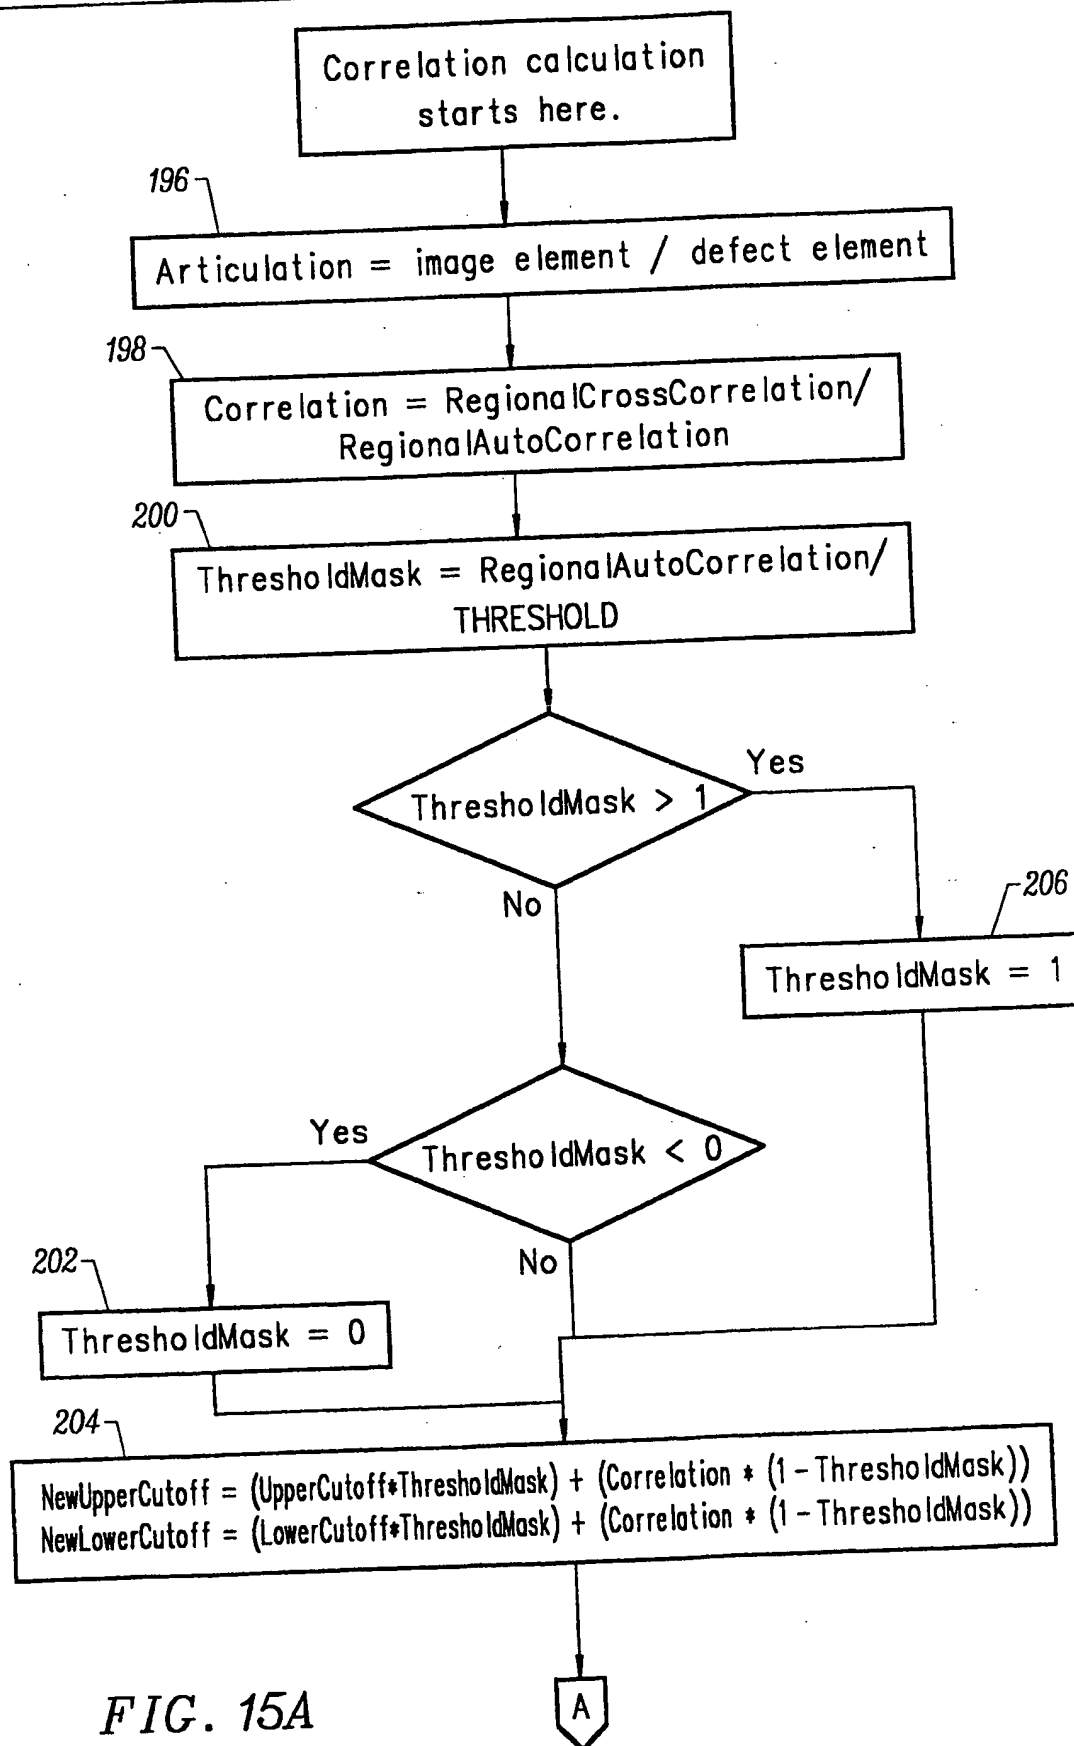 Correlation calculation
starts here.
196
Articulation = image element / defect element
198
Correlation = RegionalCrossCorrelation/
RegionalAutoCorrelation
200
ThresholdMask = RegionalAutoCorrelation/
THRESHOLD
ThresholdMask > 1
Yes
No
206
ThresholdMask = 1
Yes
ThresholdMask < 0
No
202
ThresholdMask = 0
204
NewUpperCutoff = (UpperCutoff*ThresholdMask) + (Correlation * (1 - ThresholdMask))
NewLowerCutoff = (LowerCutoff*ThresholdMask) + (Correlation * (1 - ThresholdMask))
A
FIG. 15A